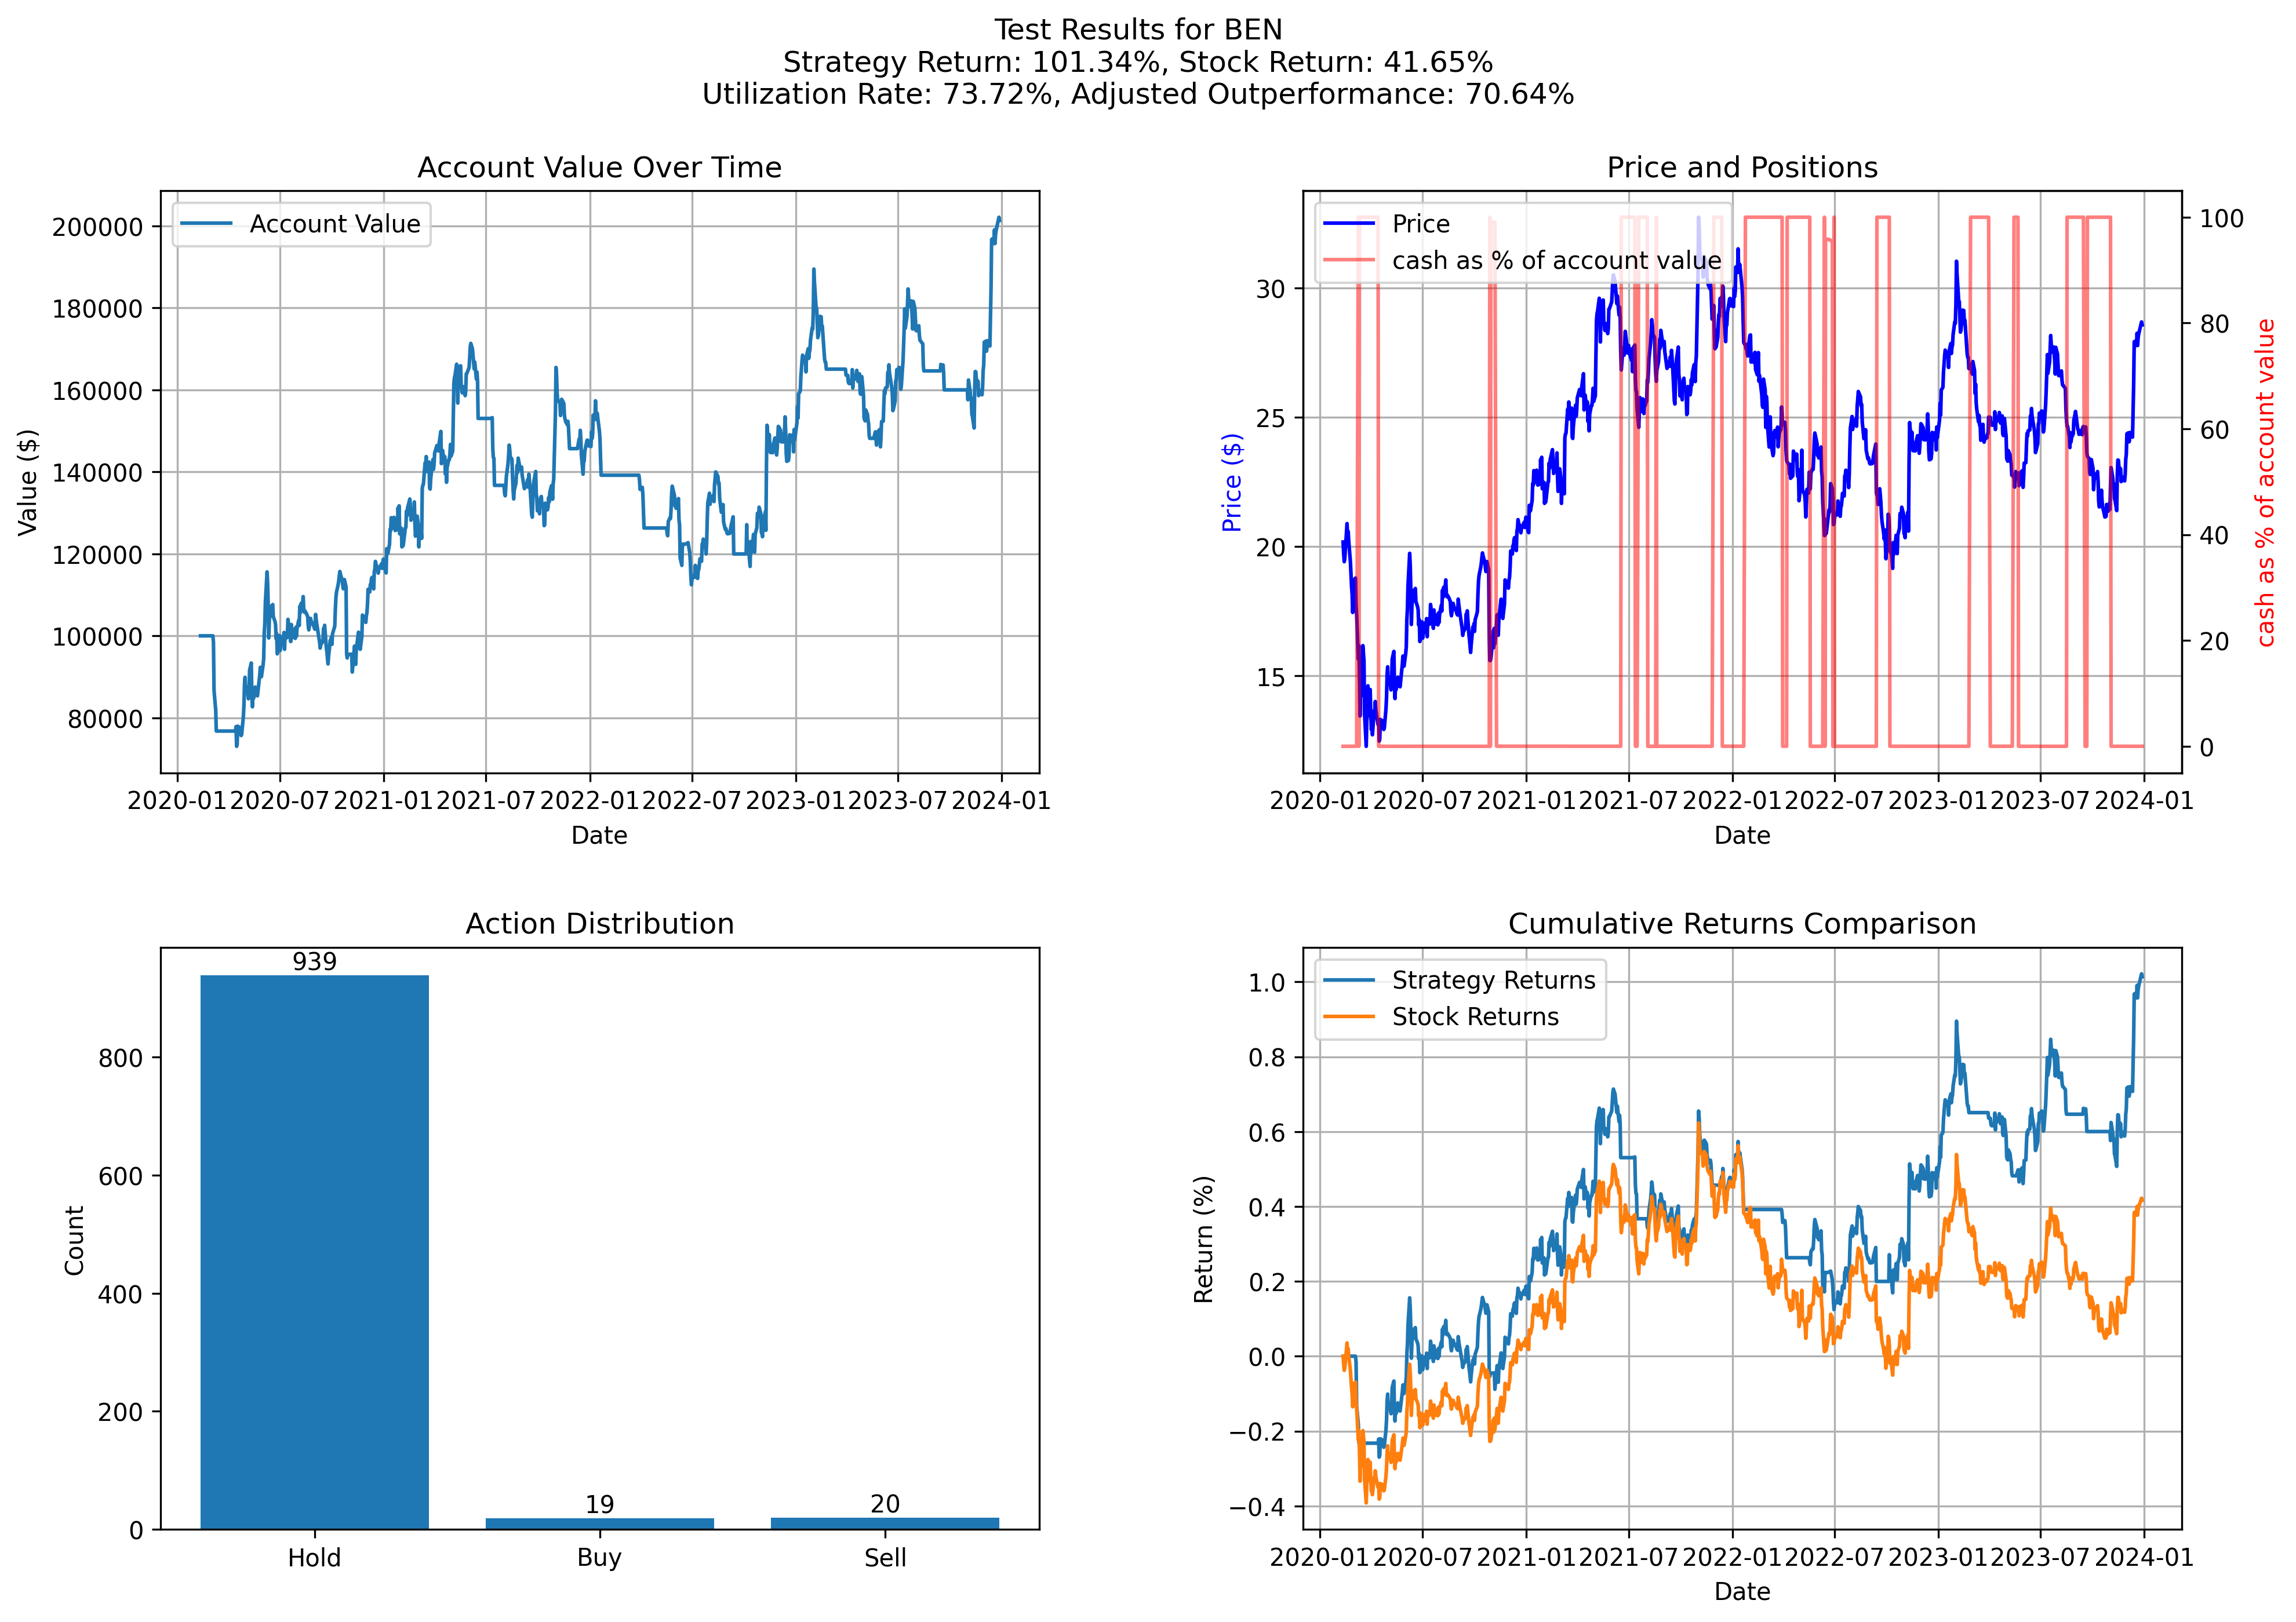 Test Results for BEN
Strategy Return: 101.34%, Stock Return: 41.65%
Utilization Rate: 73.72%, Adjusted Outperformance: 70.64%
Account Value Over Time
Account Value
Value ($)
200000
180000
160000
140000
120000
100000
80000
2020-01 2020-07 2021-01 2021-07 2022-01 2022-07 2023-01 2023-07 2024-01
Date
Price and Positions
Price
cash as % of account value
Price ($)
30
25
20
15
100
80
60
40
20
0
cash as % of account value
2020-01 2020-07 2021-01 2021-07 2022-01 2022-07 2023-01 2023-07 2024-01
Date
Action Distribution
Count
800
600
400
200
0
939
19
20
Hold Buy Sell
Cumulative Returns Comparison
Strategy Returns
Stock Returns
Return (%)
1.0
0.8
0.6
0.4
0.2
0.0
−0.2
−0.4
2020-01 2020-07 2021-01 2021-07 2022-01 2022-07 2023-01 2023-07 2024-01
Date